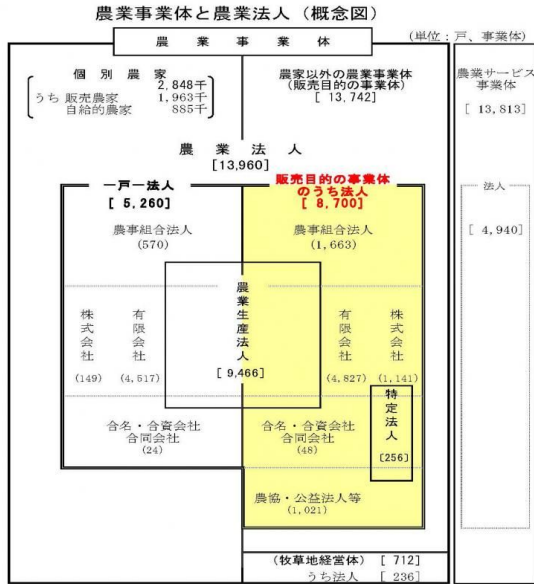 農業事業体と農業法人（概念図）
(単位：戸、事業体)
農業事業体
個別農家
2,848千
うち 販売農家 1,963千
自給的農家 885千
農家以外の農業事業体
(販売目的の事業体)
[ 13,742]
農業サービス
事業体
[ 13,813]
農業法人
[13,960]
一戸一法人
[ 5,260]
販売目的の事業体
のうち法人
[ 8,700]
法人
[ 4,940]
農事組合法人
(570)
農事組合法人
(1,663)
農業生産法人
[ 9,466]
株式会社
(149)
有限会社
(4,517)
有限会社
(4,827)
株式会社
(1,141)
特定法人
[256]
合名・合資会社
合同会社
(24)
合名・合資会社
合同会社
(48)
農協・公益法人等
(1,021)
(牧草地経営体) [ 712]
うち法人 [ 236]